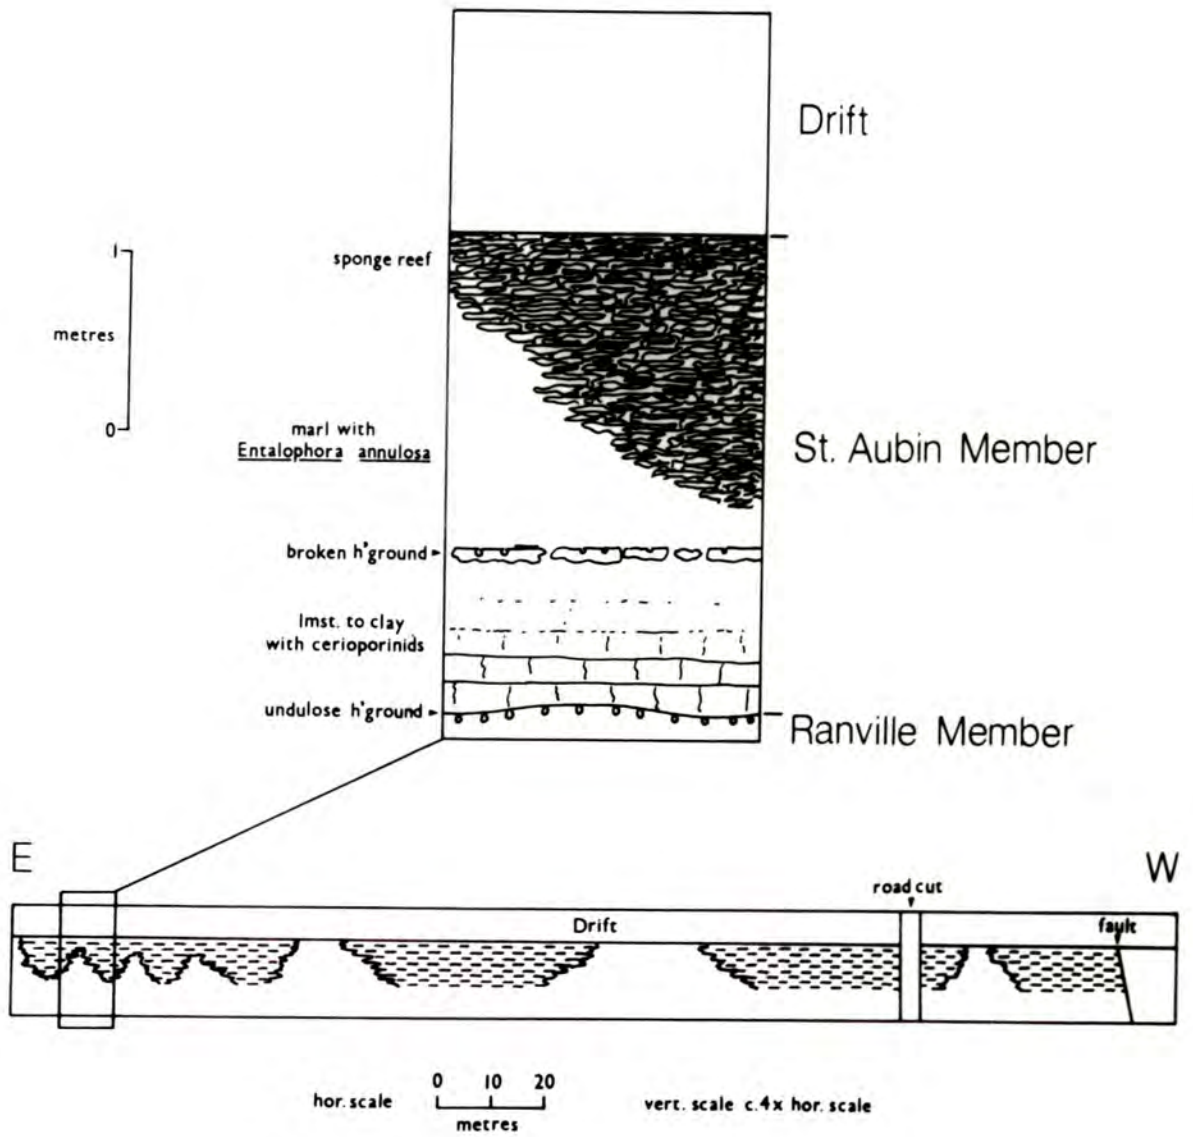 Drift
sponge reef
1
metres
0
marl with
Entalophora annulosa
St. Aubin Member
broken h'ground
lmst. to clay
with cerioporinids
undulose h'ground
Ranville Member
E
W
road cut
Drift
fault
0 10 20
hor. scale
metres
vert. scale c.4x hor. scale